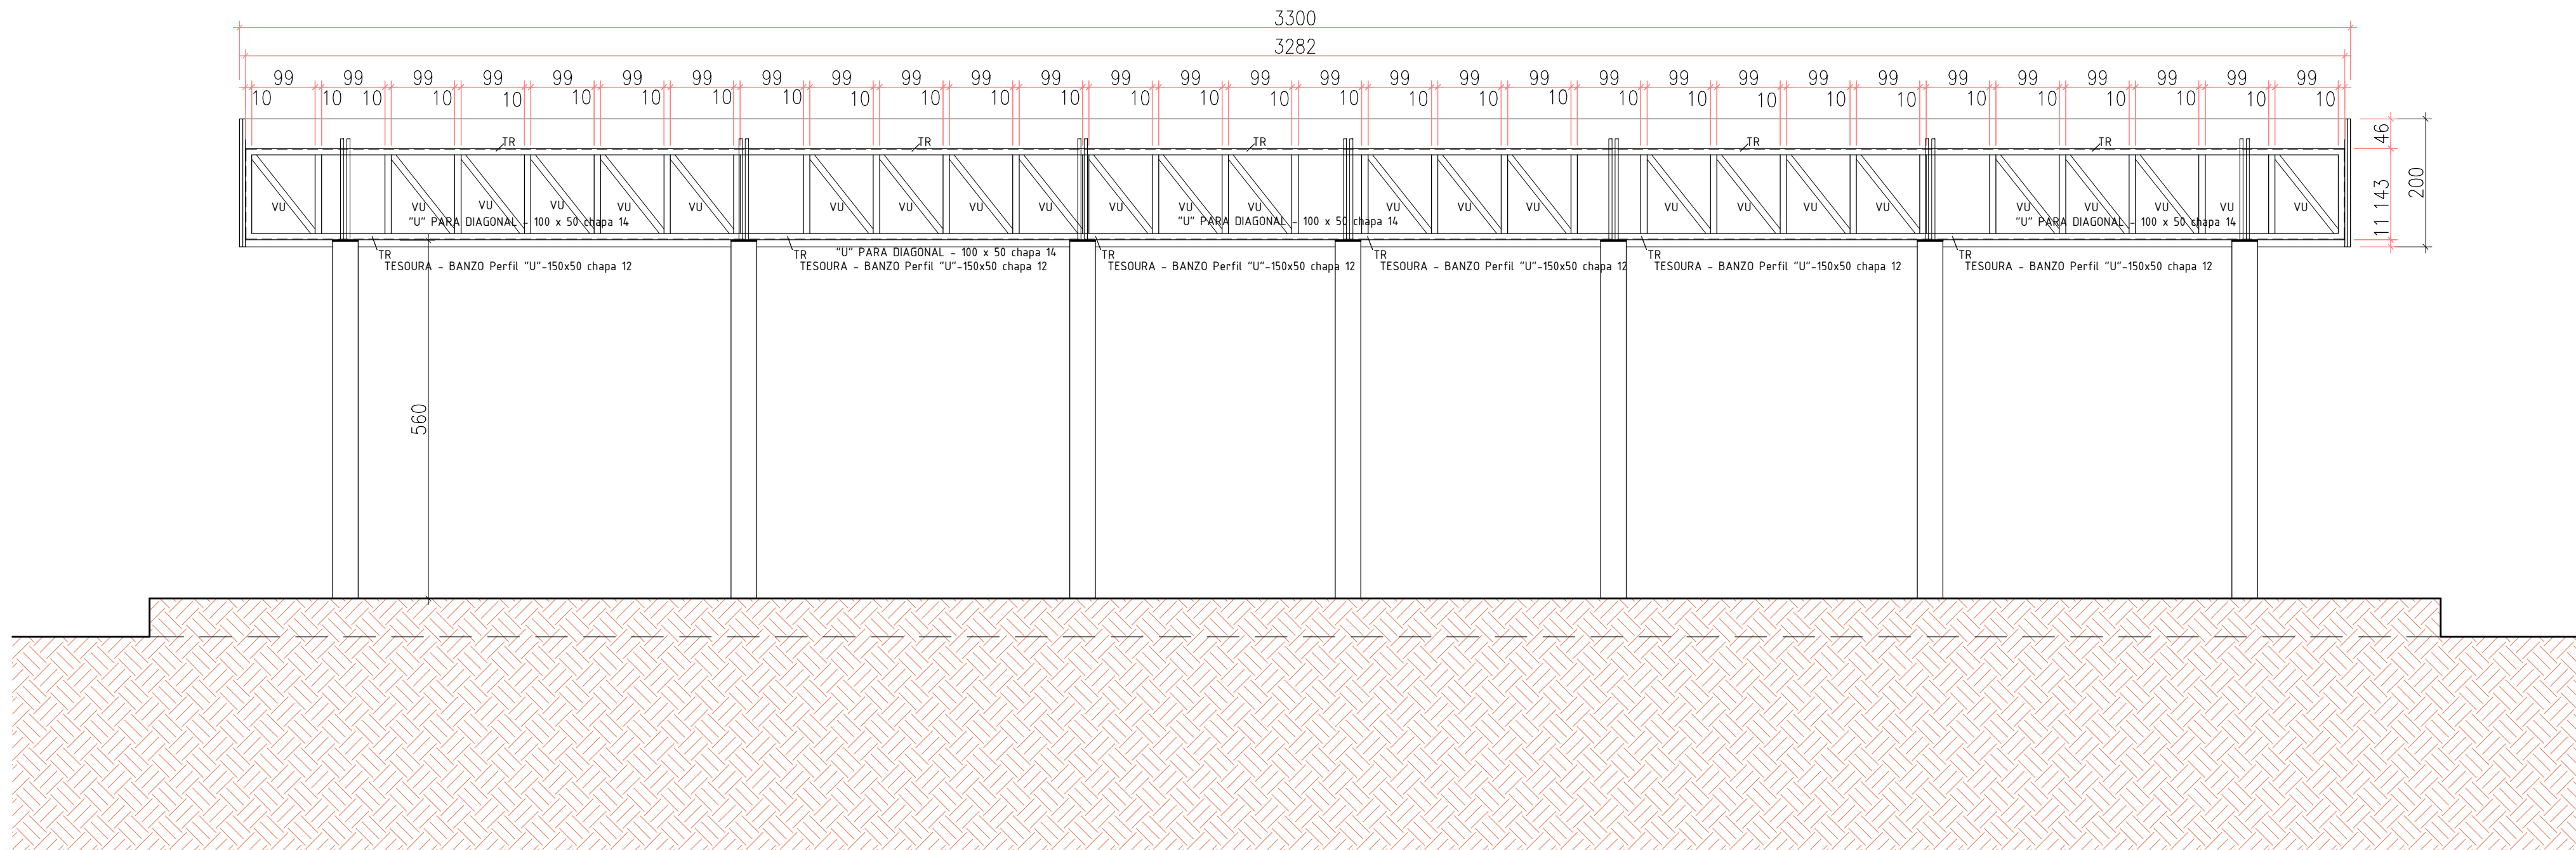 3300
3282
99 99 99 99 99 99 99 99 99 99 99 99 99 99 99 99 99 99 99 99 99 99 99 99 99 99 99 99 99 99
10 10 10 10 10 10 10 10 10 10 10 10 10 10 10 10 10 10 10 10 10 10 10 10 10 10 10 10 10 10 10
46
TR TR TR TR TR
200
143
11
VU VU VU VU VU VU VU VU VU VU VU VU VU VU VU VU VU VU VU VU VU VU VU VU VU
"U" PARA DIAGONAL - 100 x 50 chapa 14
"U" PARA DIAGONAL - 100 x 50 chapa 14
"U" PARA DIAGONAL - 100 x 50 chapa 14
"U" PARA DIAGONAL - 100 x 50 chapa 14
TR TR TR TR TR TR
TESOURA - BANZO Perfil "U"-150x50 chapa 12
TESOURA - BANZO Perfil "U"-150x50 chapa 12
TESOURA - BANZO Perfil "U"-150x50 chapa 12
TESOURA - BANZO Perfil "U"-150x50 chapa 12
TESOURA - BANZO Perfil "U"-150x50 chapa 12
TESOURA - BANZO Perfil "U"-150x50 chapa 12
560